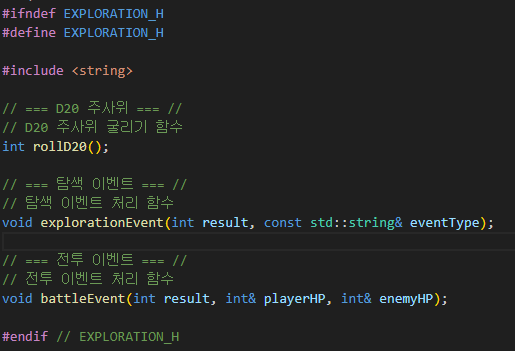 #ifndef EXPLORATION_H
#define EXPLORATION_H
#include <string>
// === D20 주사위 === //
// D20 주사위 굴리기 함수
int rollD20();
// === 탐색 이벤트 === //
// 탐색 이벤트 처리 함수
void explorationEvent(int result, const std::string& eventType);
// === 전투 이벤트 === //
// 전투 이벤트 처리 함수
void battleEvent(int result, int& playerHP, int& enemyHP);
#endif // EXPLORATION_H